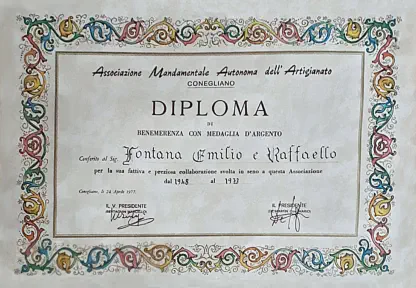 Associazione Mandamentale Autonoma dell'Artigianato
CONEGLIANO
DIPLOMA
DI
BENEMERENZA CON MEDAGLIA D'ARGENTO
Conferito al Sig. Fontana Emilio e Raffaello
per la sua fattiva e preziosa collaborazione svolta in seno a questa Associazione
dal 1948 al 1977
Conegliano, li 24 Aprile 1977
IL V. PRESIDENTE IL PRESIDENTE